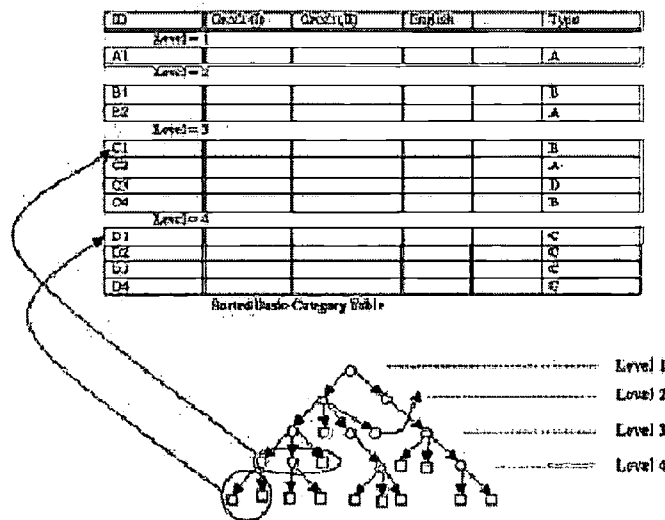 ID English Type
Level = 1
A1 A
Level = 2
B1 B
B2 A
Level = 3
C1 B
C2 A
C3 D
C4 B
Level = 4
D1 C
D2 C
D3 C
D4 C
Sorted Basic-Category Table
Level 1
Level 2
Level 3
Level 4